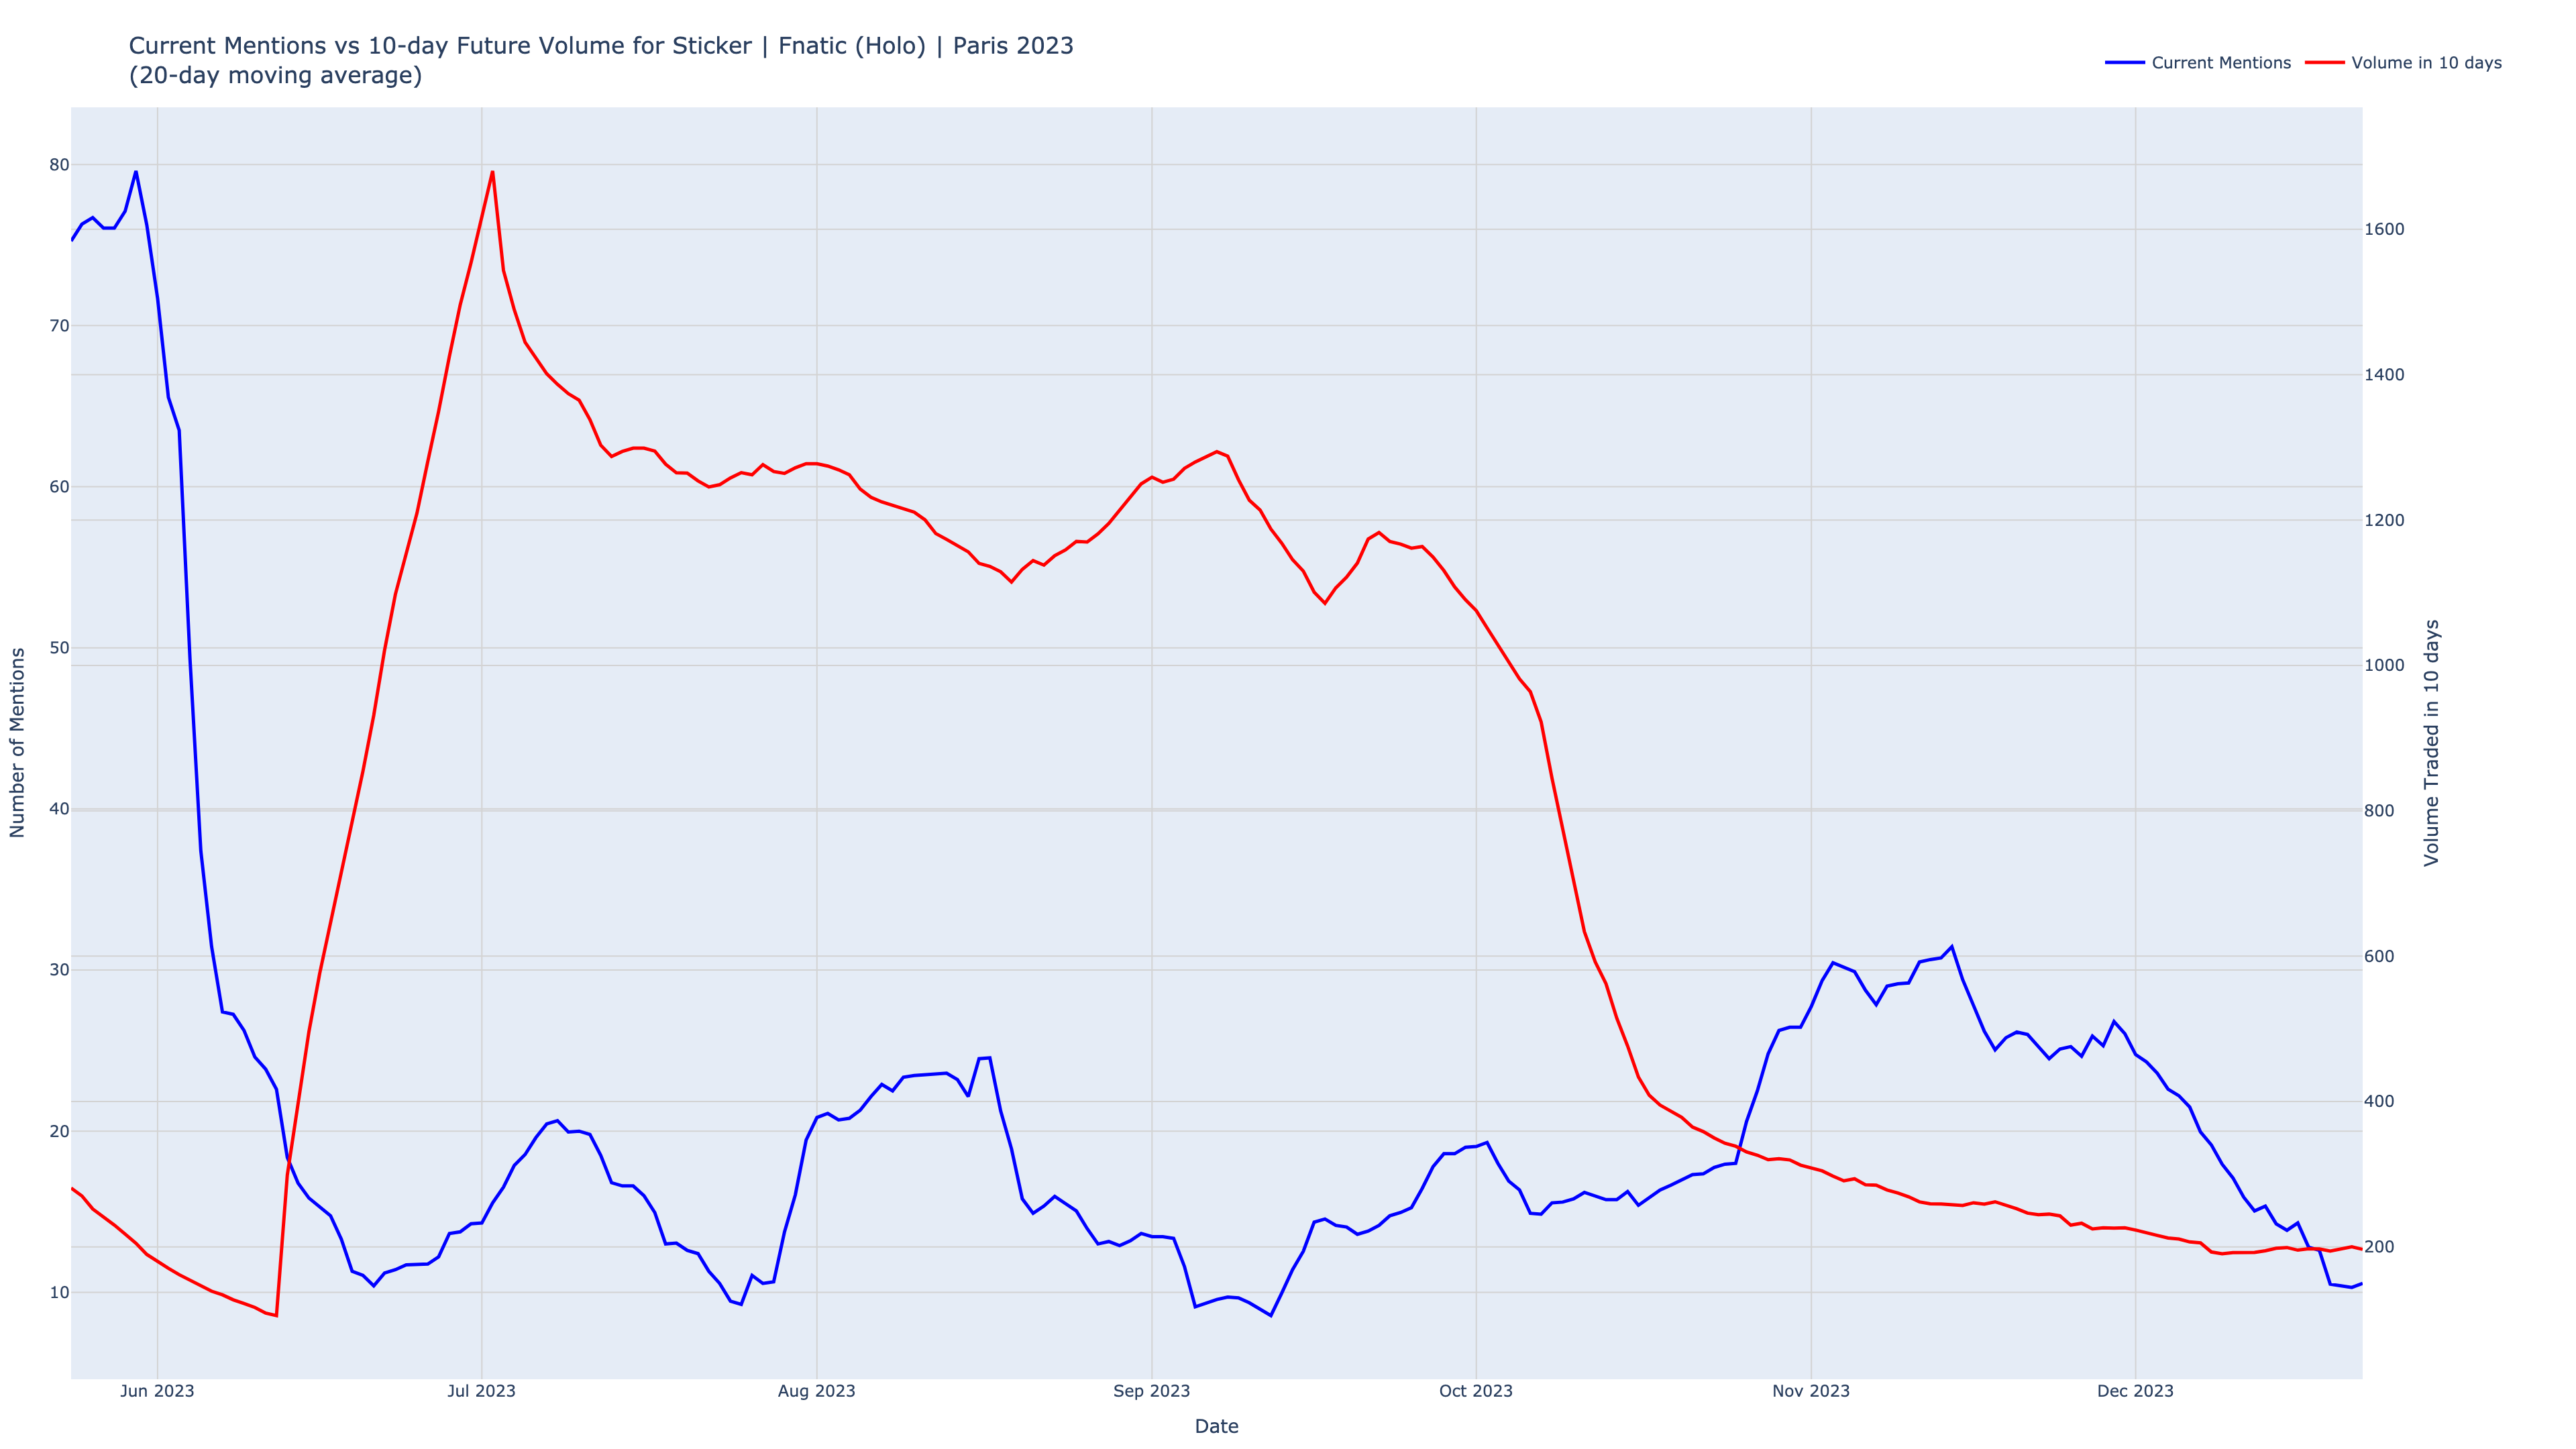 Current Mentions vs 10-day Future Volume for Sticker | Fnatic (Holo) | Paris 2023
(20-day moving average)
Current Mentions
Volume in 10 days
Number of Mentions
80
70
60
50
40
30
20
10
1600
1400
1200
1000
800
600
400
200
Volume Traded in 10 days
Jun 2023
Jul 2023
Aug 2023
Sep 2023
Oct 2023
Nov 2023
Dec 2023
Date